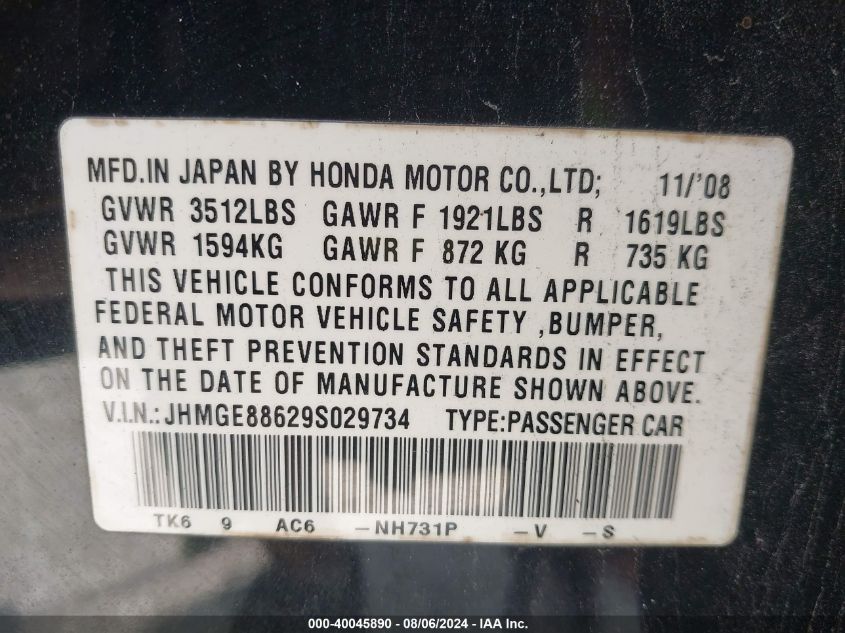 MFD.IN JAPAN BY HONDA MOTOR CO.,LTD; 11/'08
GVWR 3512LBS GAWR F 1921LBS R 1619LBS
GVWR 1594KG GAWR F 872 KG R 735 KG
THIS VEHICLE CONFORMS TO ALL APPLICABLE
FEDERAL MOTOR VEHICLE SAFETY ,BUMPER,
AND THEFT PREVENTION STANDARDS IN EFFECT
ON THE DATE OF MANUFACTURE SHOWN ABOVE.
V.I.N.:JHMGE88629S029734 TYPE:PASSENGER CAR
TK6 9 AC6 -NH731P -V -S
000-40045890 - 08/06/2024 - IAA Inc.